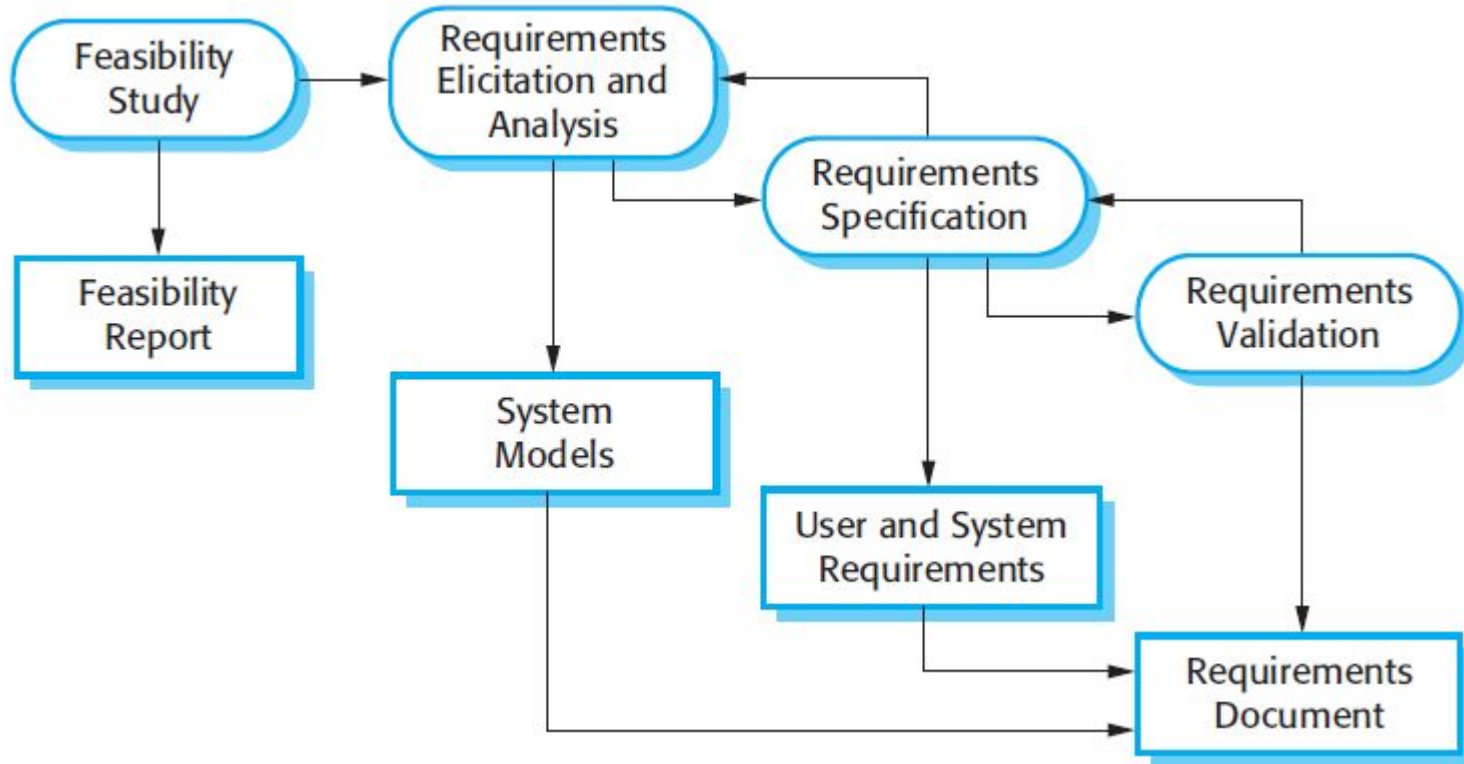 Feasibility
Study
Requirements
Elicitation and
Analysis
Requirements
Specification
Requirements
Validation
Feasibility
Report
System
Models
User and System
Requirements
Requirements
Document